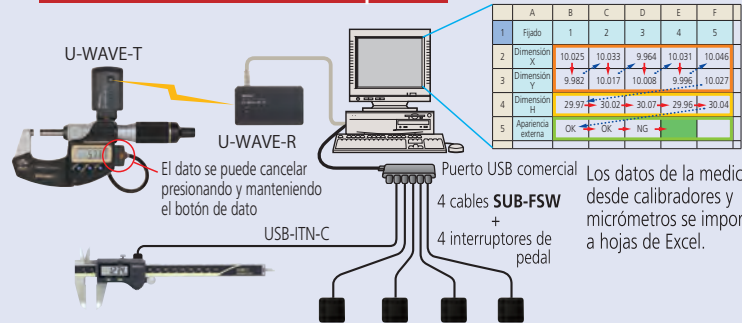 U-WAVE-T
U-WAVE-R
El dato se puede cancelar
presionando y manteniendo
el botón de dato
USB-ITN-C
Puerto USB comercial
4 cables SUB-FSW
+
4 interruptores de
pedal
A B C D E F
1 Fijado 1 2 3 4 5
2 Dimensión X 10.025 10.033 9.964 10.031 10.046
3 Dimensión Y 9.982 10.017 10.008 9.996 10.027
4 Dimensión H 29.97 30.02 30.07 29.96 30.04
5 Apariencia externa OK OK NG
Los datos de la medic
desde calibradores y
micrómetros se impor
a hojas de Excel.